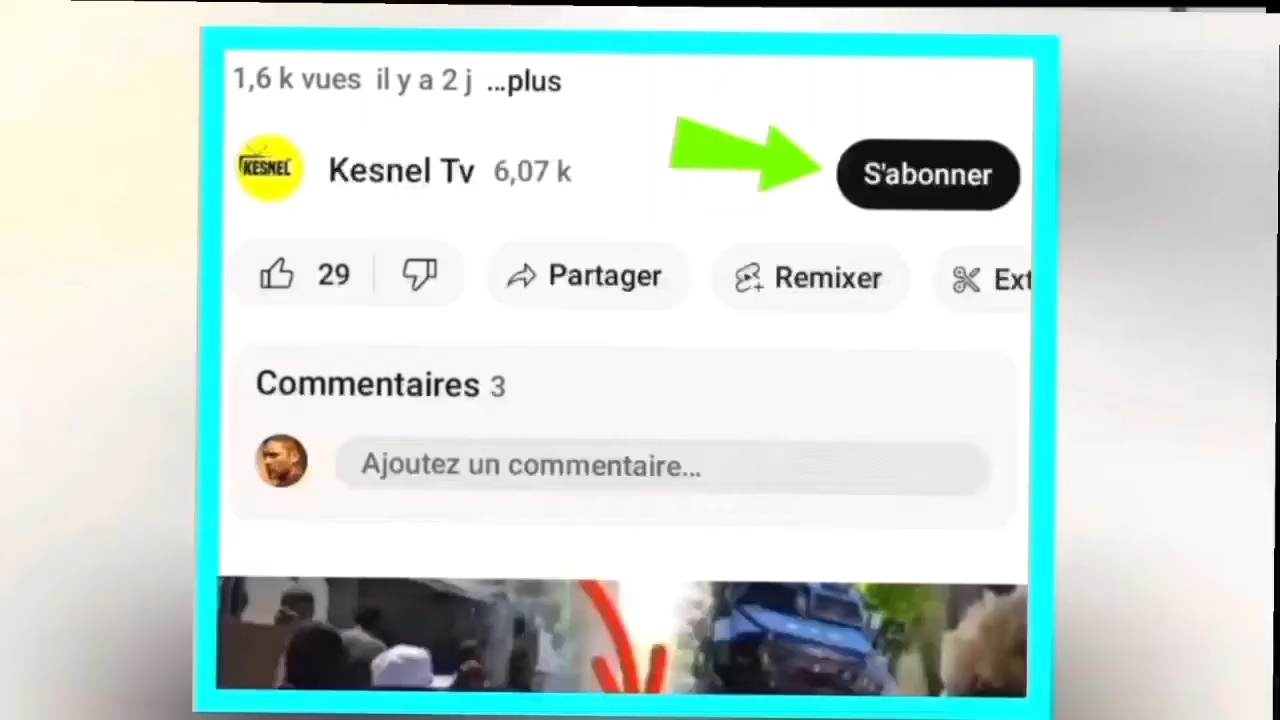 1,6 k vues il y a 2 j ...plus
KESNEL
Kesnel Tv 6,07 k
S'abonner
29
Partager
Remixer
Ext
Commentaires 3
Ajoutez un commentaire...